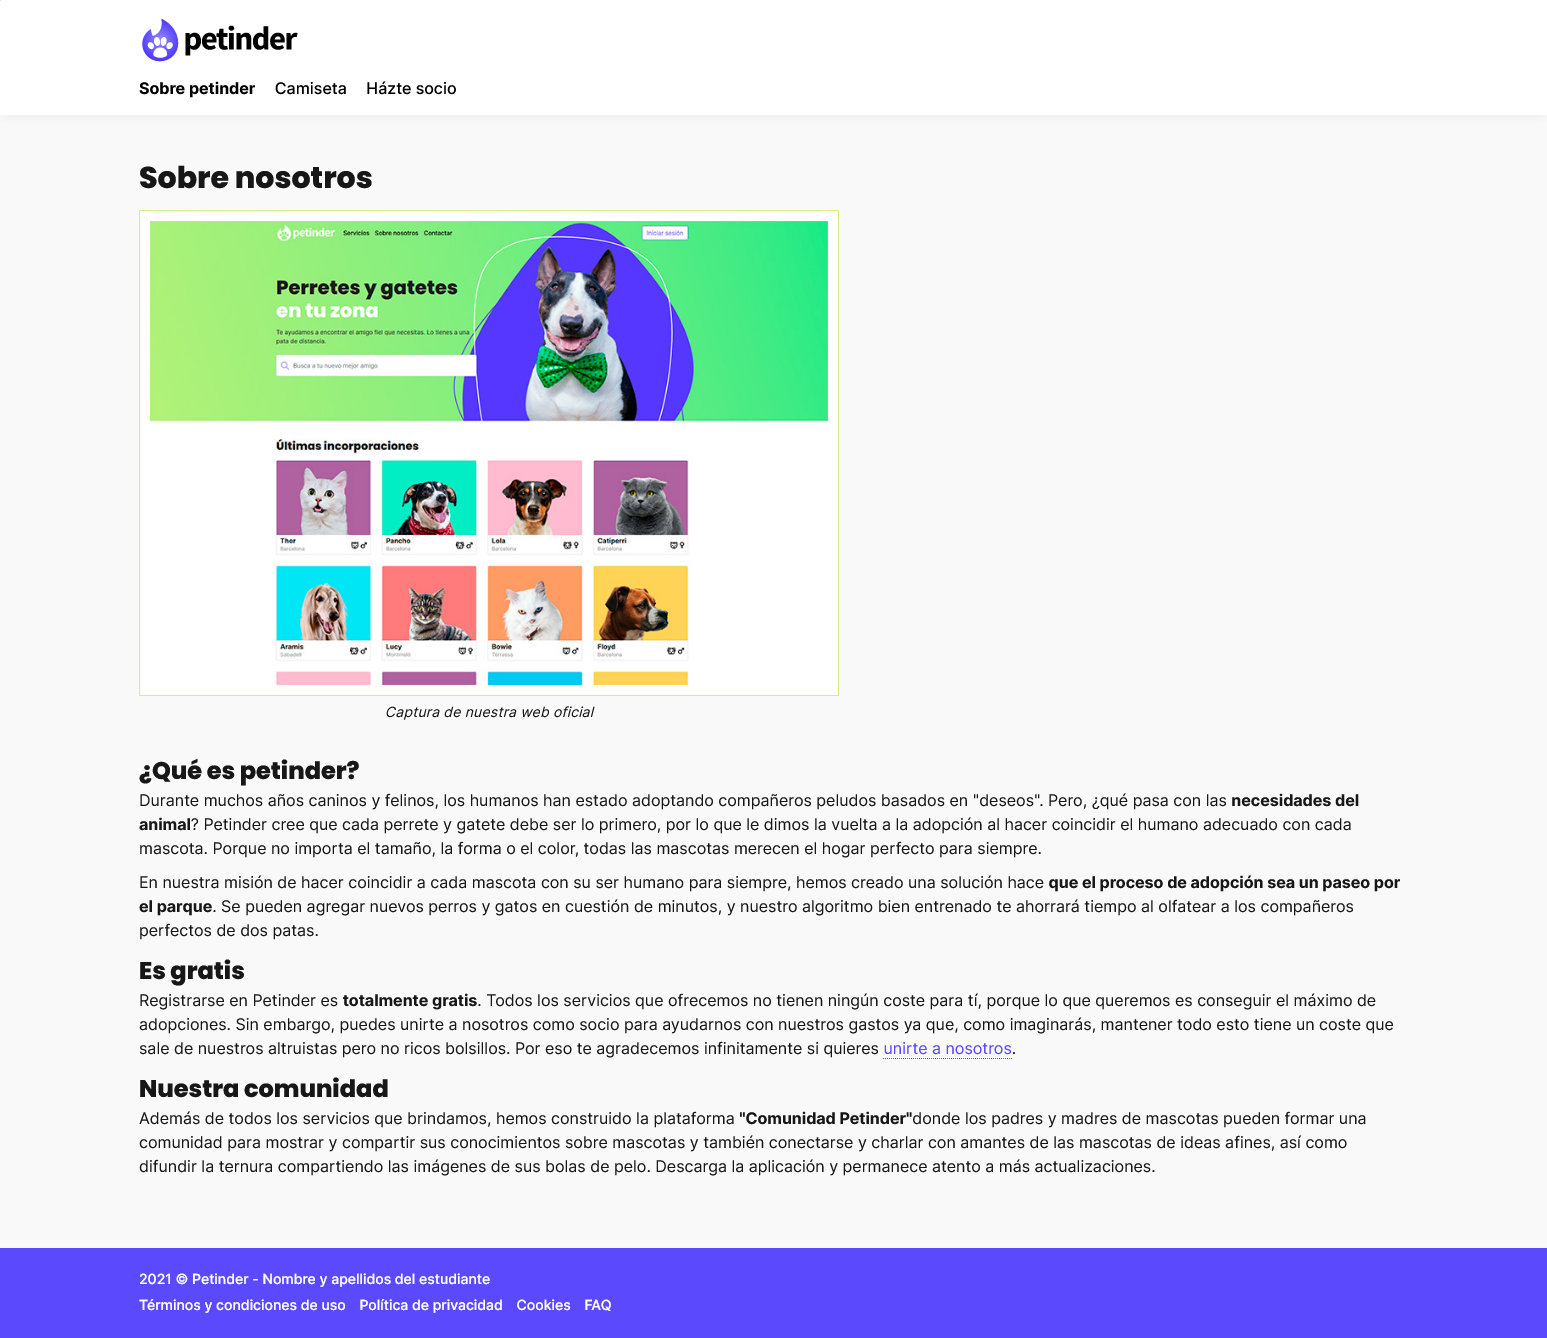 petinder
Sobre petinder Camiseta Házte socio
Sobre nosotros
petinder Servicios Sobre nosotros Contactar Iniciar sesión
Perretes y gatetes
en tu zona
Te ayudamos a encontrar el amigo fiel que necesitas. Lo tienes a una
pata de distancia.
Busca a tu nuevo mejor amigo
Últimas incorporaciones
Thor Pancho Lola Catiperri
Barcelona Barcelona Barcelona Barcelona
Aramis Lucy Bowie Floyd
Sabadell Montmeló Terrassa Barcelona
Captura de nuestra web oficial
¿Qué es petinder?
Durante muchos años caninos y felinos, los humanos han estado adoptando compañeros peludos basados en "deseos". Pero, ¿qué pasa con las necesidades del
animal? Petinder cree que cada perrete y gatete debe ser lo primero, por lo que le dimos la vuelta a la adopción al hacer coincidir el humano adecuado con cada
mascota. Porque no importa el tamaño, la forma o el color, todas las mascotas merecen el hogar perfecto para siempre.
En nuestra misión de hacer coincidir a cada mascota con su ser humano para siempre, hemos creado una solución hace que el proceso de adopción sea un paseo por
el parque. Se pueden agregar nuevos perros y gatos en cuestión de minutos, y nuestro algoritmo bien entrenado te ahorrará tiempo al olfatear a los compañeros
perfectos de dos patas.
Es gratis
Registrarse en Petinder es totalmente gratis. Todos los servicios que ofrecemos no tienen ningún coste para tí, porque lo que queremos es conseguir el máximo de
adopciones. Sin embargo, puedes unirte a nosotros como socio para ayudarnos con nuestros gastos ya que, como imaginarás, mantener todo esto tiene un coste que
sale de nuestros altruistas pero no ricos bolsillos. Por eso te agradecemos infinitamente si quieres unirte a nosotros.
Nuestra comunidad
Además de todos los servicios que brindamos, hemos construido la plataforma "Comunidad Petinder"donde los padres y madres de mascotas pueden formar una
comunidad para mostrar y compartir sus conocimientos sobre mascotas y también conectarse y charlar con amantes de las mascotas de ideas afines, así como
difundir la ternura compartiendo las imágenes de sus bolas de pelo. Descarga la aplicación y permanece atento a más actualizaciones.
2021 © Petinder - Nombre y apellidos del estudiante
Términos y condiciones de uso Política de privacidad Cookies FAQ